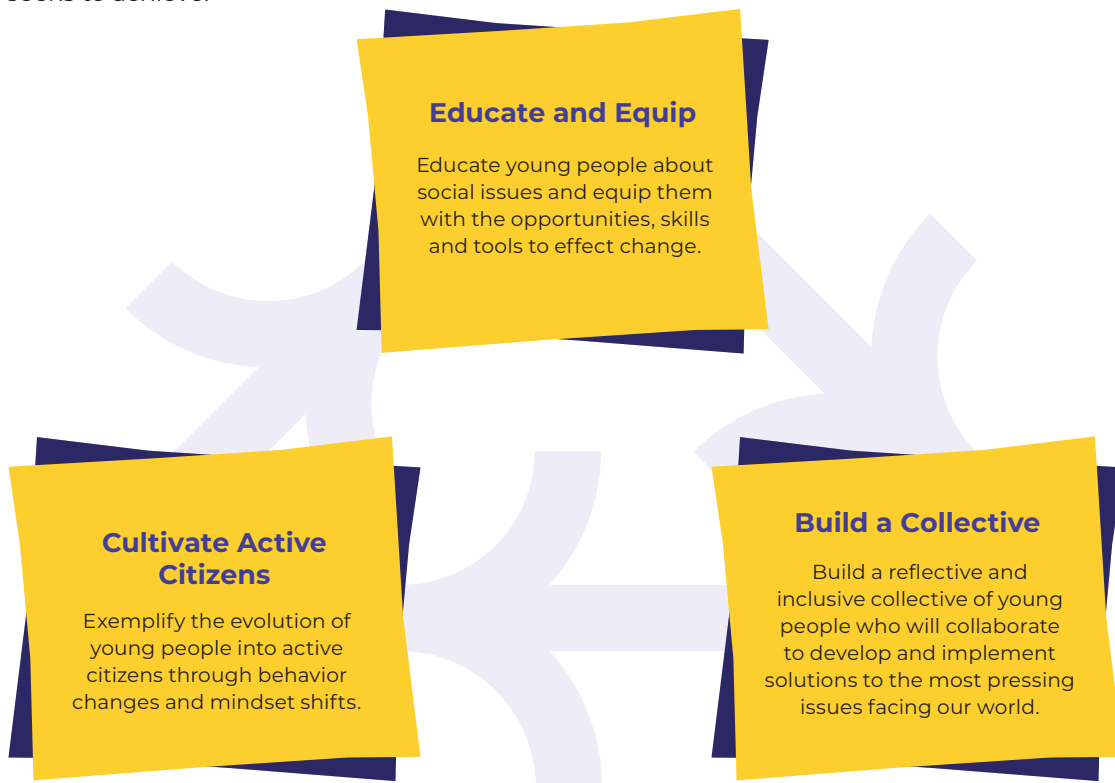 seeks to achieve.
Educate and Equip
Educate young people about
social issues and equip them
with the opportunities, skills
and tools to effect change.
Cultivate Active
Citizens
Exemplify the evolution of
young people into active
citizens through behavior
changes and mindset shifts.
Build a Collective
Build a reflective and
inclusive collective of young
people who will collaborate
to develop and implement
solutions to the most pressing
issues facing our world.